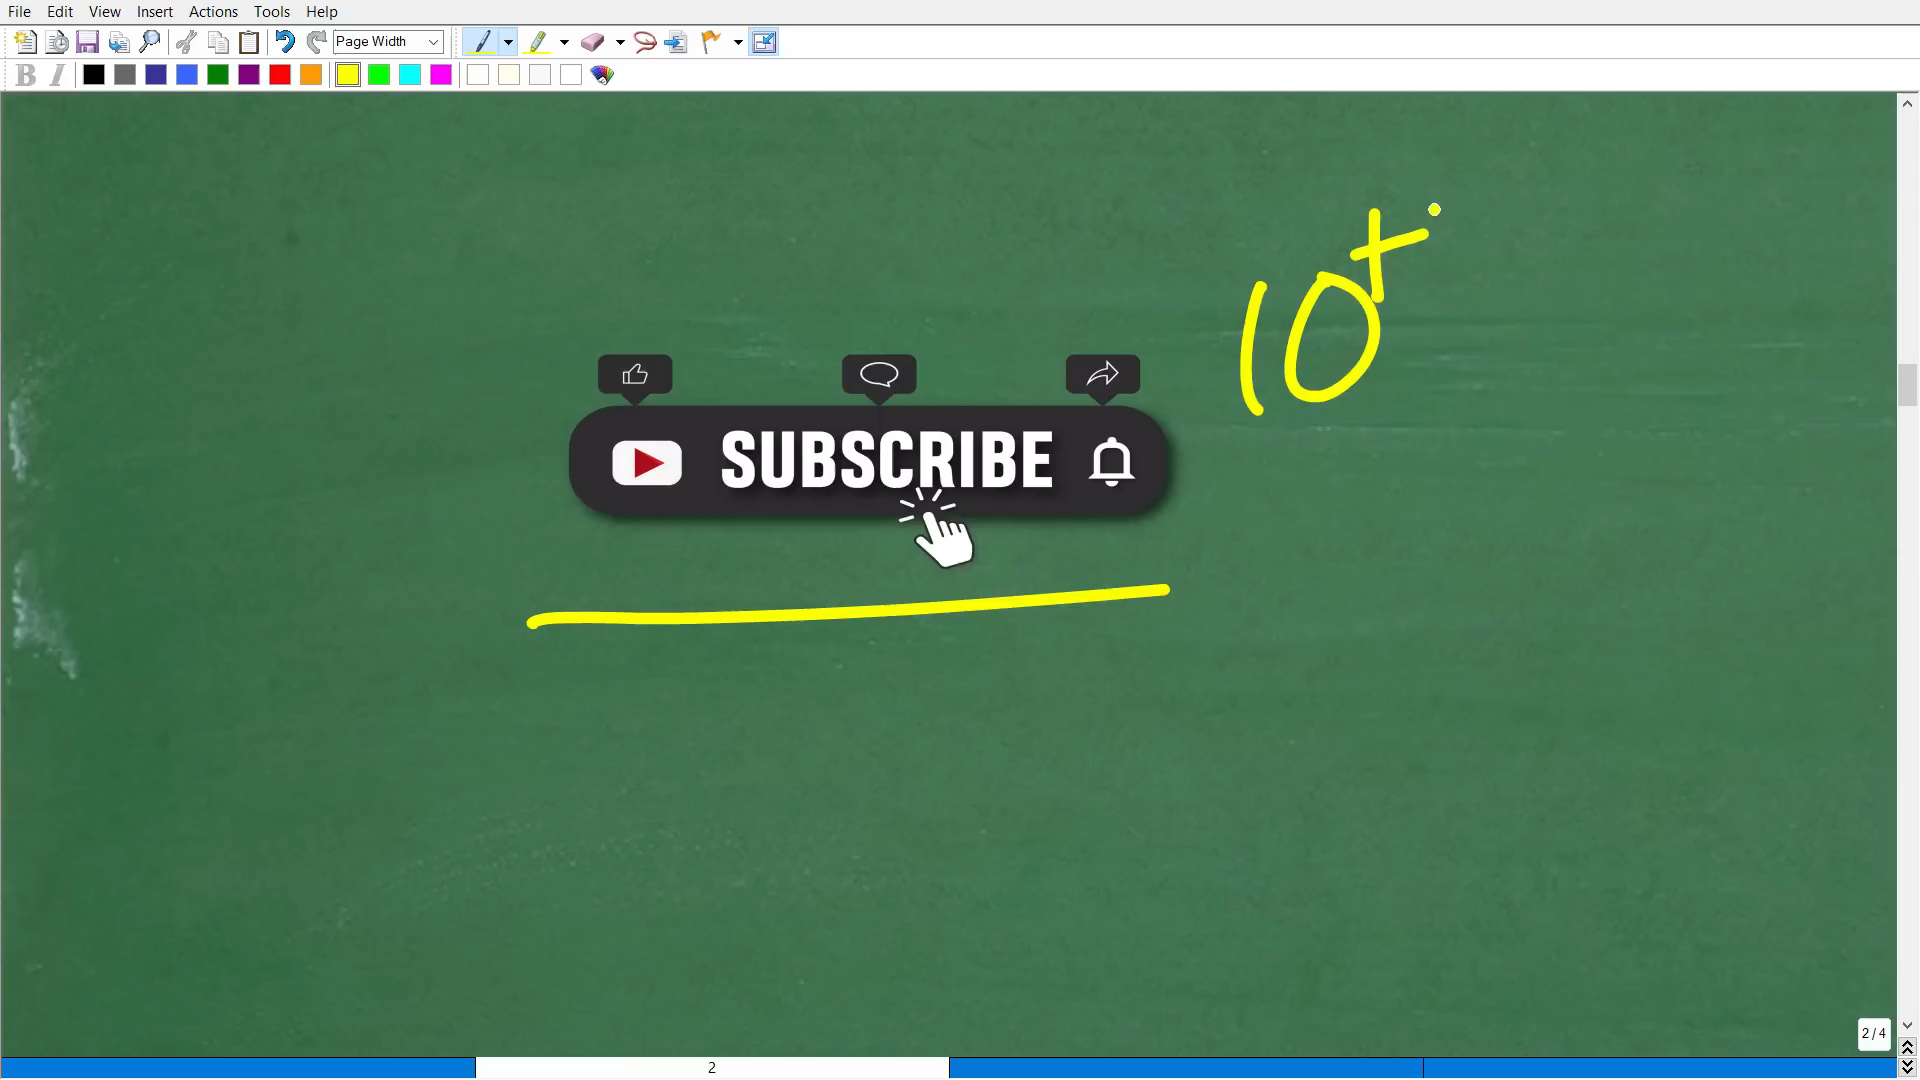 File Edit View Insert Actions Tools Help
Page Width
B I
10+
SUBSCRIBE
2 / 4
2